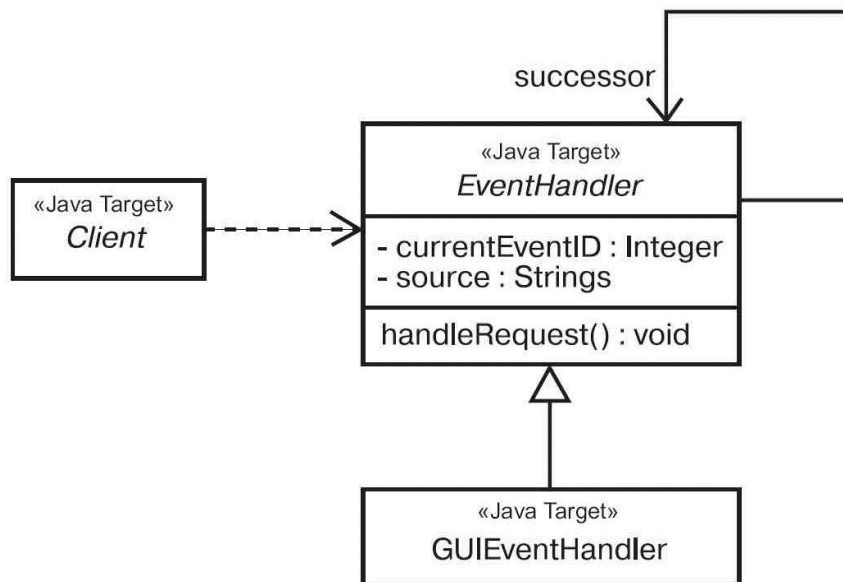 successor
«Java Target»
EventHandler
«Java Target»
Client
- currentEventID : Integer
- source : Strings
handleRequest() : void
«Java Target»
GUIEventHandler